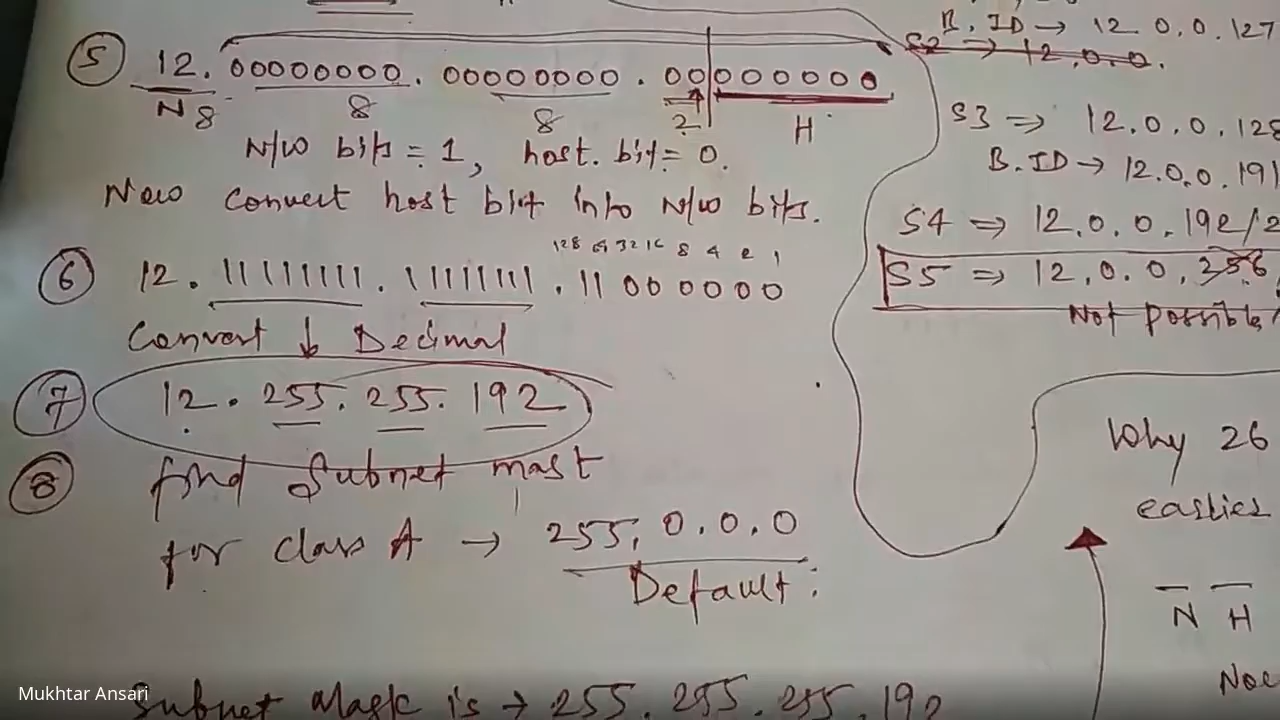 5 12.00000000.00000000.00000000
N 8 8 8 2 H
N/W bits = 1, host. bit = 0.
Now convert host bit into N/W bits.
128 64 32 16 8 4 2 1
6 12.11111111.11111111.11000000
Convert ↓ Decimal
7 12.255.255.192
8 find Subnet mast
for class A → 255.0.0.0
Default:
Subnet Mask is → 255.255.255.192
B.ID → 12.0.0.127
S2 → 12.0.0.
S3 ⇒ 12.0.0.128
B.ID → 12.0.0.191
S4 ⇒ 12.0.0.192/2
S5 ⇒ 12.0.0.256
Not possible
Why 26
earlier
N H
Mukhtar Ansari